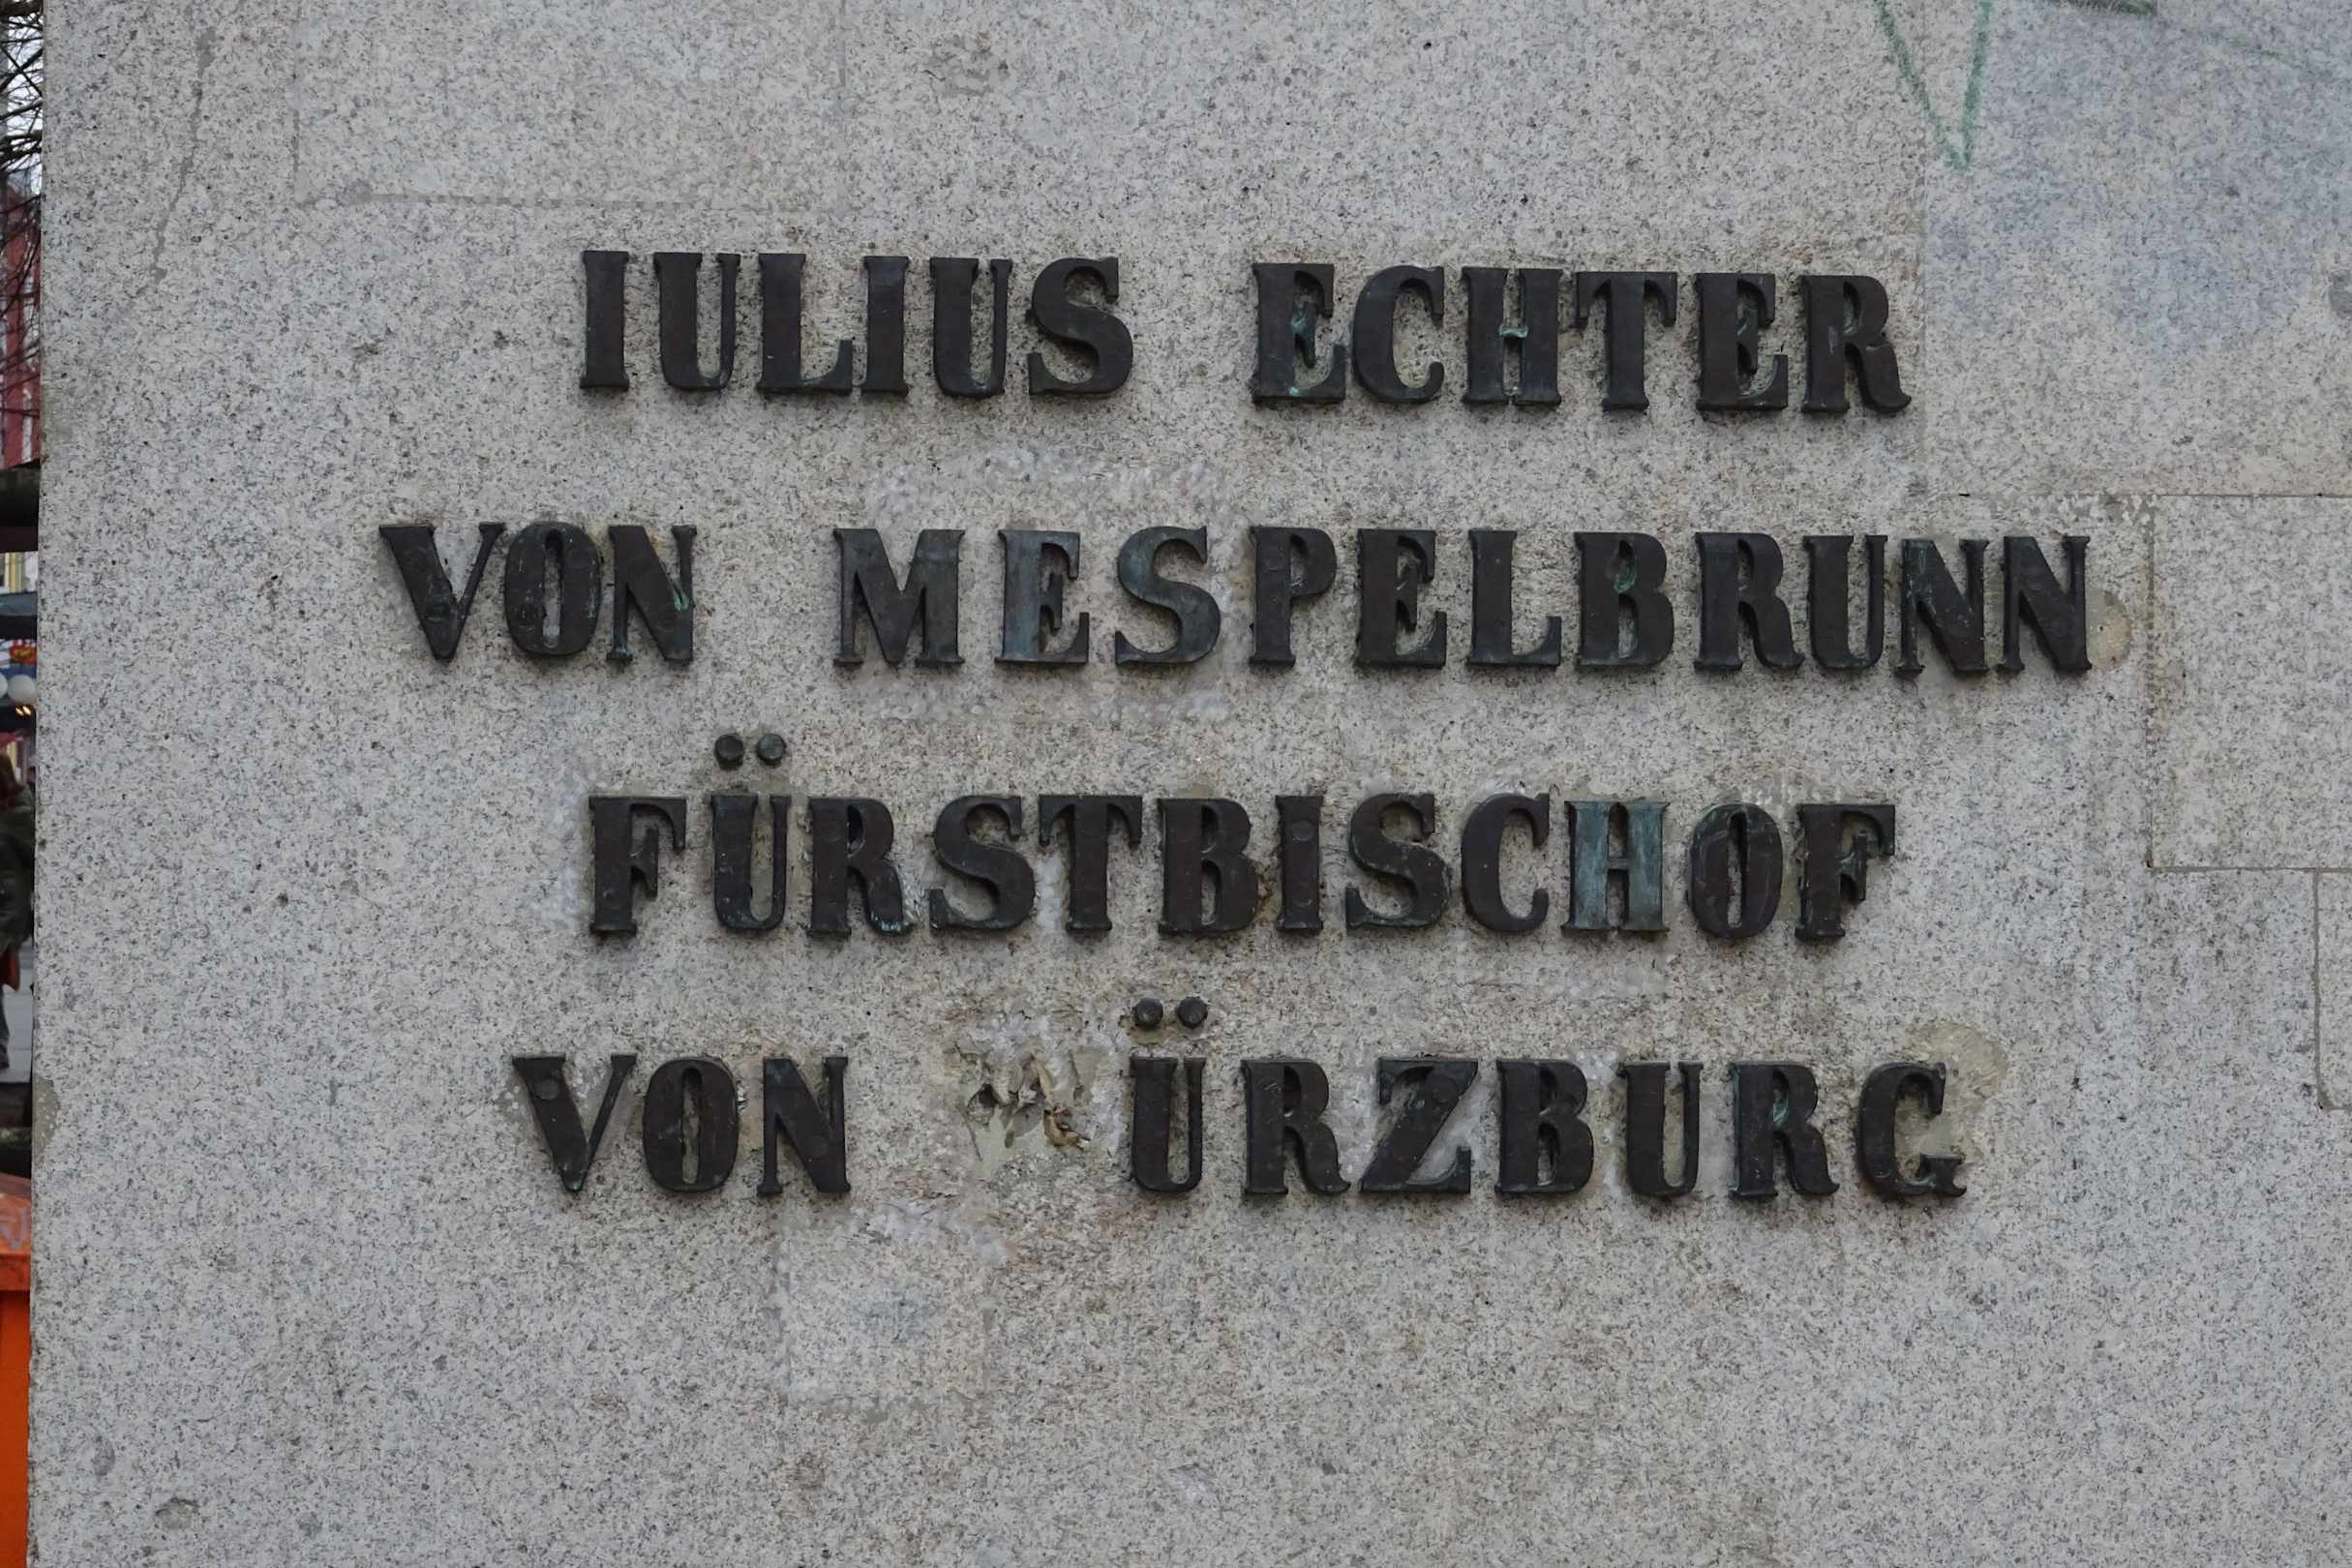 IULIUS ECHTER
VON MESPELBRUNN
FÜRSTBISCHOF
VON ÜRZBURG